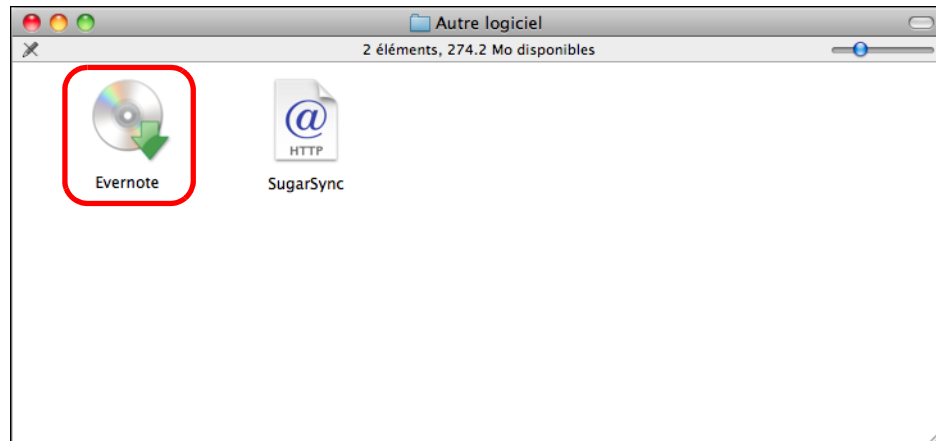 Autre logiciel
2 éléments, 274.2 Mo disponibles
@
HTTP
Evernote
SugarSync